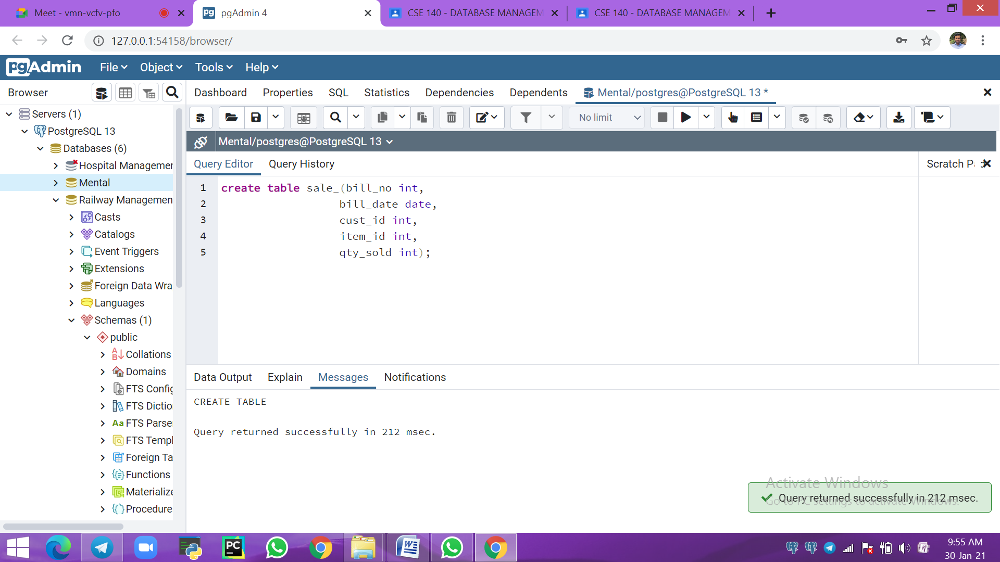 Meet - vmn-vcfv-pfo
pgAdmin 4
CSE 140 - DATABASE MANAGEM
CSE 140 - DATABASE MANAGEM
127.0.0.1:54158/browser/
pgAdmin
File
Object
Tools
Help
Browser
Dashboard
Properties
SQL
Statistics
Dependencies
Dependents
Mental/postgres@PostgreSQL 13 *
No limit
Servers (1)
PostgreSQL 13
Databases (6)
Hospital Managemen
Mental
Railway Managemen
Casts
Catalogs
Event Triggers
Extensions
Foreign Data Wra
Languages
Schemas (1)
public
Collations
Domains
FTS Config
FTS Dictio
Aa FTS Parse
FTS Templ
Foreign Ta
Functions
Materialize
Procedure
Mental/postgres@PostgreSQL 13
Query Editor
Query History
Scratch Pad
1 create table sale_(bill_no int,
2 bill_date date,
3 cust_id int,
4 item_id int,
5 qty_sold int);
Data Output
Explain
Messages
Notifications
CREATE TABLE
Query returned successfully in 212 msec.
Activate Windows
Go to PC settings to activate Windows.
Query returned successfully in 212 msec.
PC
W
9:55 AM
30-Jan-21